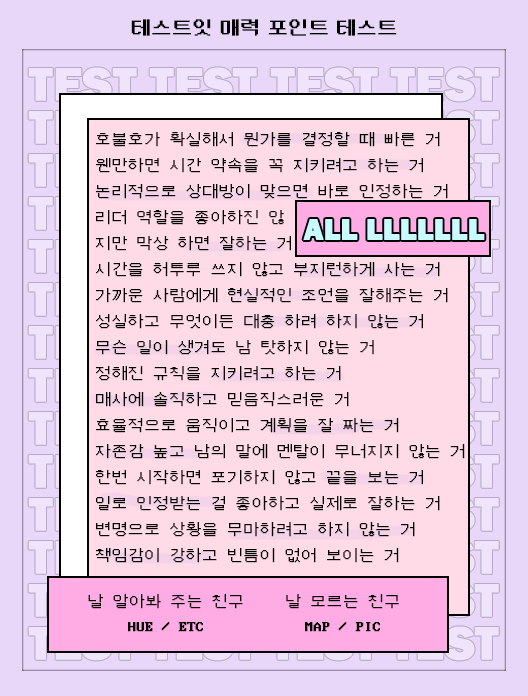 테스트잇 매력 포인트 테스트
TEST TEST TEST TEST
호불호가 확실해서 뭔가를 결정할 때 빠른 거
웬만하면 시간 약속을 꼭 지키려고 하는 거
논리적으로 상대방이 맞으면 바로 인정하는 거
리더 역할을 좋아하진 않
ALL LLLLLLL
지만 막상 하면 잘하는 거
시간을 허투루 쓰지 않고 부지런하게 사는 거
가까운 사람에게 현실적인 조언을 잘해주는 거
성실하고 무엇이든 대충 하려 하지 않는 거
무슨 일이 생겨도 남 탓하지 않는 거
정해진 규칙을 지키려고 하는 거
매사에 솔직하고 믿음직스러운 거
효율적으로 움직이고 계획을 잘 짜는 거
자존감 높고 남의 말에 멘탈이 무너지지 않는 거
한번 시작하면 포기하지 않고 끝을 보는 거
일로 인정받는 걸 좋아하고 실제로 잘하는 거
변명으로 상황을 무마하려고 하지 않는 거
책임감이 강하고 빈틈이 없어 보이는 거
날 알아봐 주는 친구 날 모르는 친구
HUE / ETC MAP / PIC